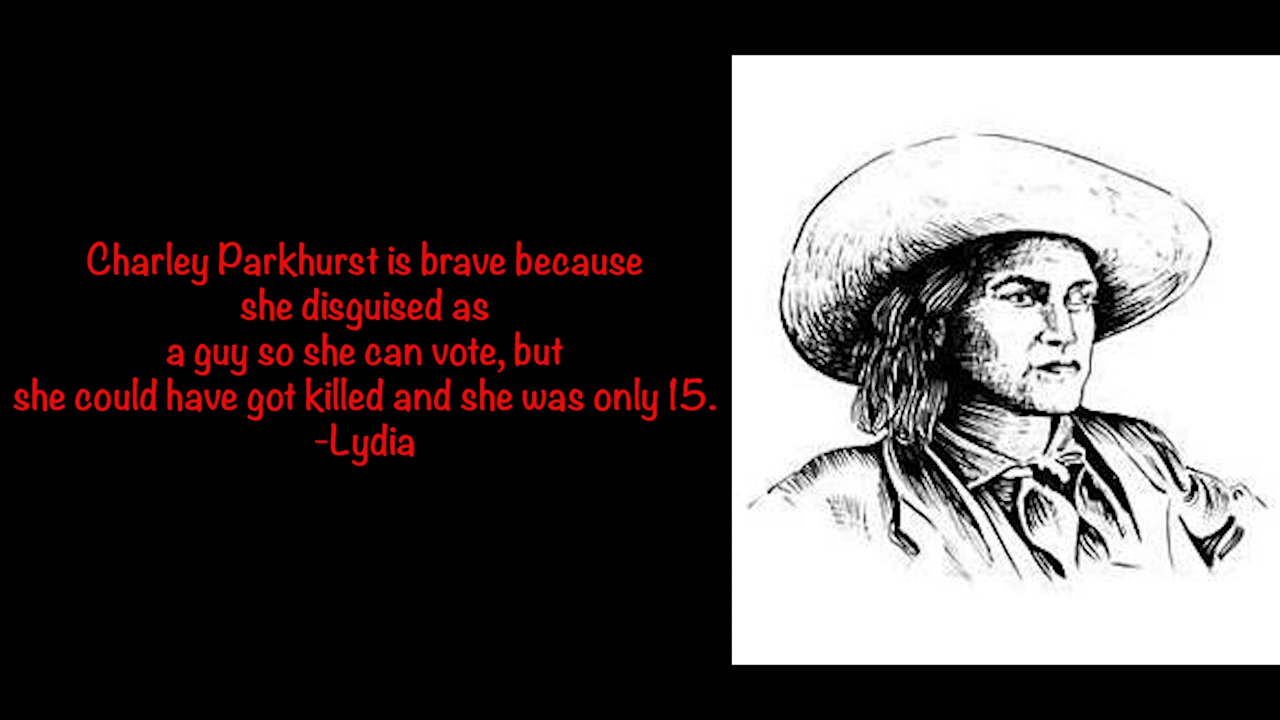 Charley Parkhurst is brave because
she disguised as
a guy so she can vote, but
she could have got killed and she was only 15.
-Lydia